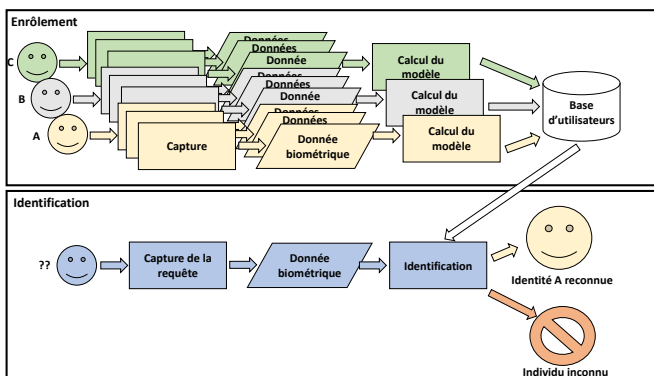 Enrôlement
C
Données
Données
Donnée
Calcul du
modèle
Données
Données
B
Donnée
Calcul du
modèle
Base
d'utilisateurs
Données
Données
A
Capture
Donnée
biométrique
Calcul du
modèle
Identification
??
Capture de la
requête
Donnée
biométrique
Identification
Identité A reconnue
Individu inconnu